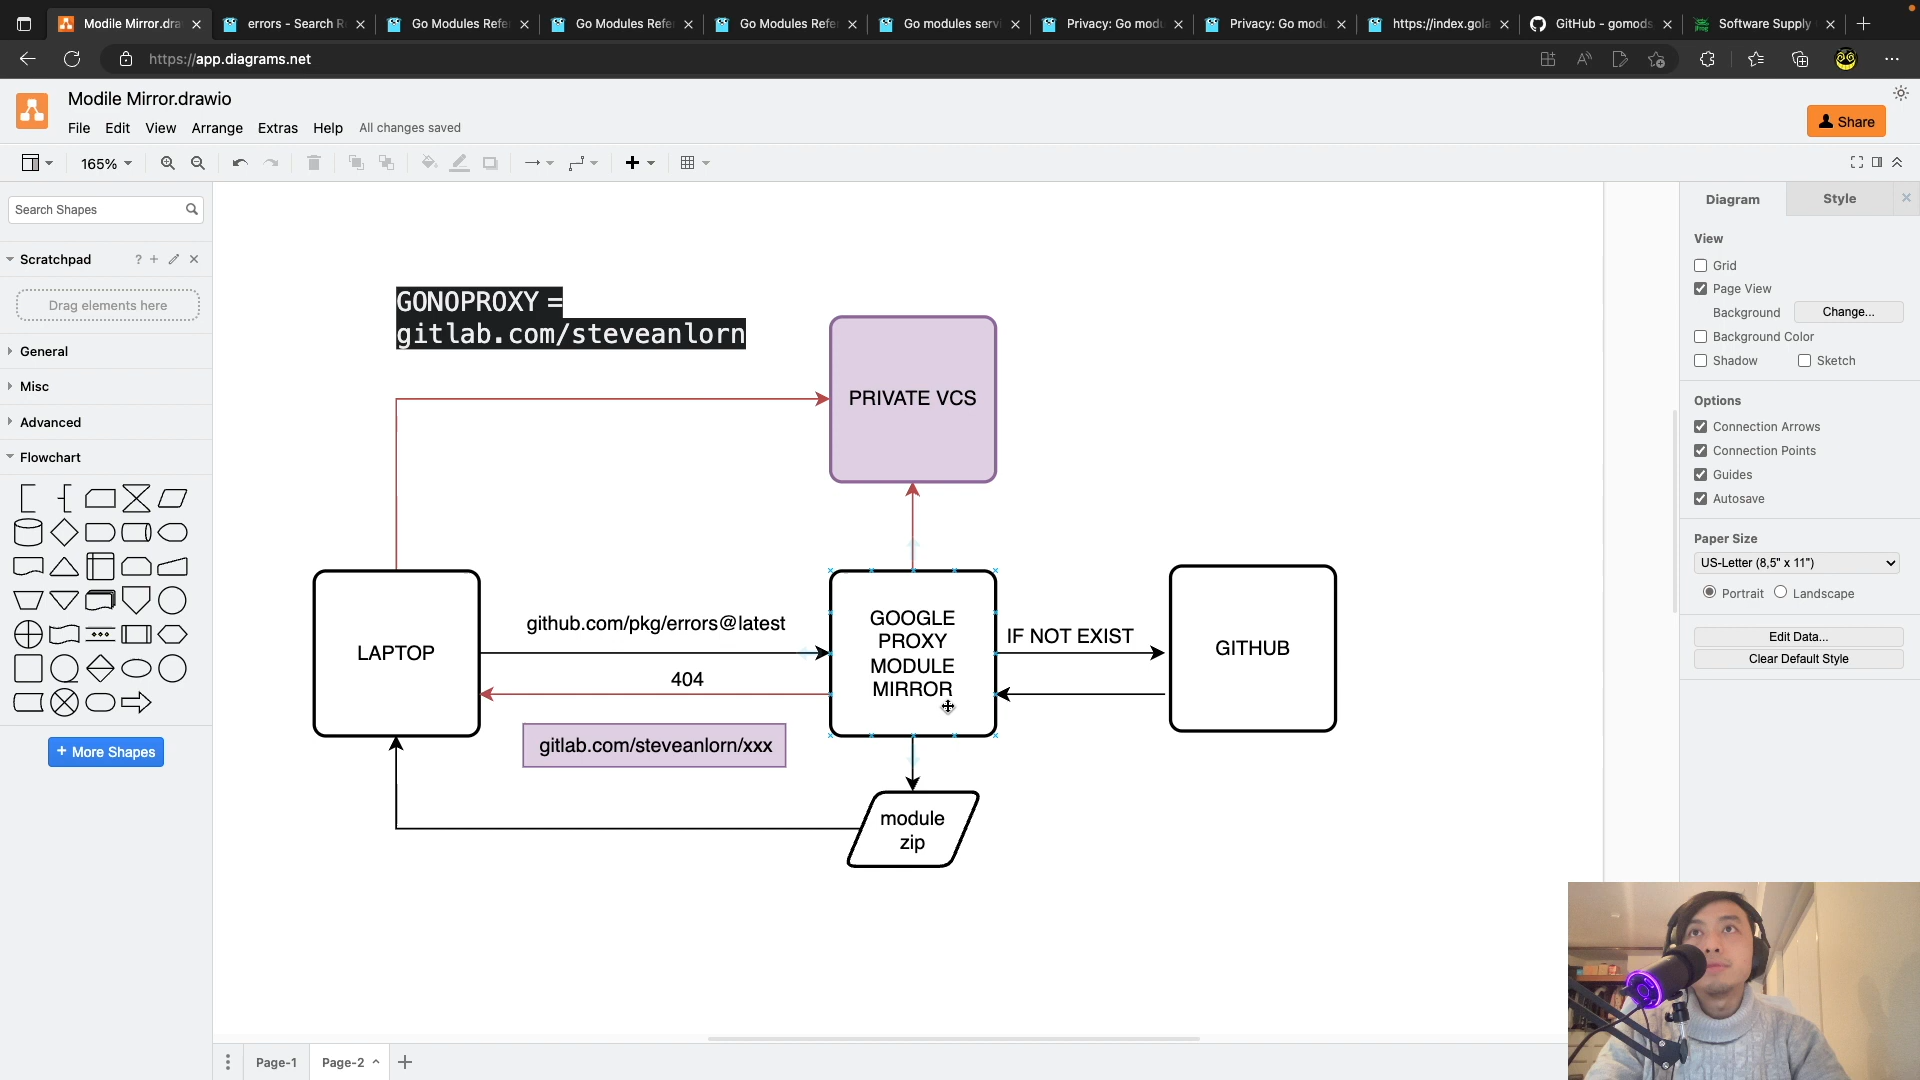 Modile Mirror.dra
errors - Search R
Go Modules Refe
Go Modules Refe
Go Modules Refe
Go modules servi
Privacy: Go modu
Privacy: Go modu
https://index.gola
GitHub - gomods
Software Supply
https://app.diagrams.net
Modile Mirror.drawio
File Edit View Arrange Extras Help All changes saved
Share
165%
Search Shapes
Scratchpad
Drag elements here
General
Misc
Advanced
Flowchart
+ More Shapes
GONOPROXY =
gitlab.com/steveanlorn
PRIVATE VCS
LAPTOP
github.com/pkg/errors@latest
404
gitlab.com/steveanlorn/xxx
GOOGLE
PROXY
MODULE
MIRROR
IF NOT EXIST
GITHUB
module
zip
Diagram Style
View
Grid
Page View
Background Change...
Background Color
Shadow Sketch
Options
Connection Arrows
Connection Points
Guides
Autosave
Paper Size
US-Letter (8,5" x 11")
Portrait Landscape
Edit Data...
Clear Default Style
Page-1 Page-2